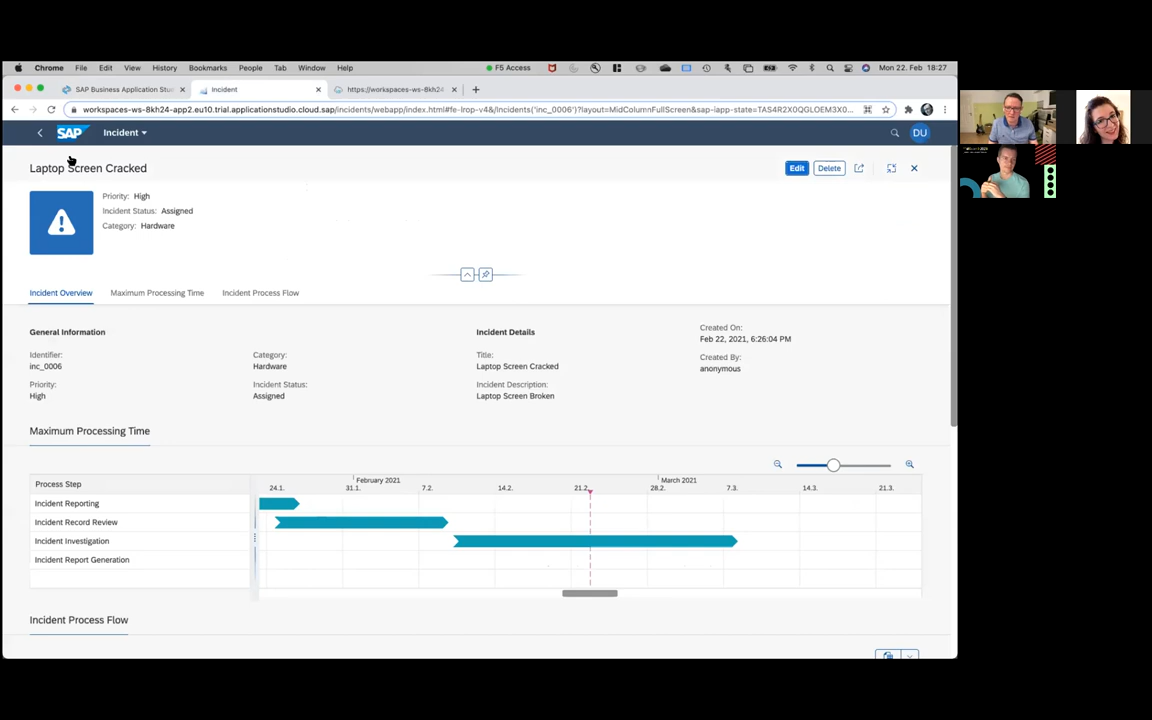 Chrome File Edit View History Bookmarks People Tab Window Help F5 Access Mon 22. Feb 18:27
SAP Business Application Stu Incident https://workspaces-ws-8kh24-
workspaces-ws-8kh24-app2.eu10.trial.applicationstudio.cloud.sap/incidents/webapp/index.html#fe-lrop-v4&/Incidents('inc_0006')?layout=MidColumnFullScreen&sap-iapp-state=TAS4R2X0QGLOEM3X0...
SAP Incident DU
Laptop Screen Cracked Edit Delete
Priority: High
Incident Status: Assigned
Category: Hardware
Incident Overview Maximum Processing Time Incident Process Flow
General Information
Identifier:
inc_0006
Priority:
High
Category:
Hardware
Incident Status:
Assigned
Incident Details
Title:
Laptop Screen Cracked
Incident Description:
Laptop Screen Broken
Created On:
Feb 22, 2021, 6:26:04 PM
Created By:
anonymous
Maximum Processing Time
Process Step
February 2021 March 2021
24.1. 31.1. 7.2. 14.2. 21.2. 28.2. 7.3. 14.3. 21.3.
Incident Reporting
Incident Record Review
Incident Investigation
Incident Report Generation
Incident Process Flow